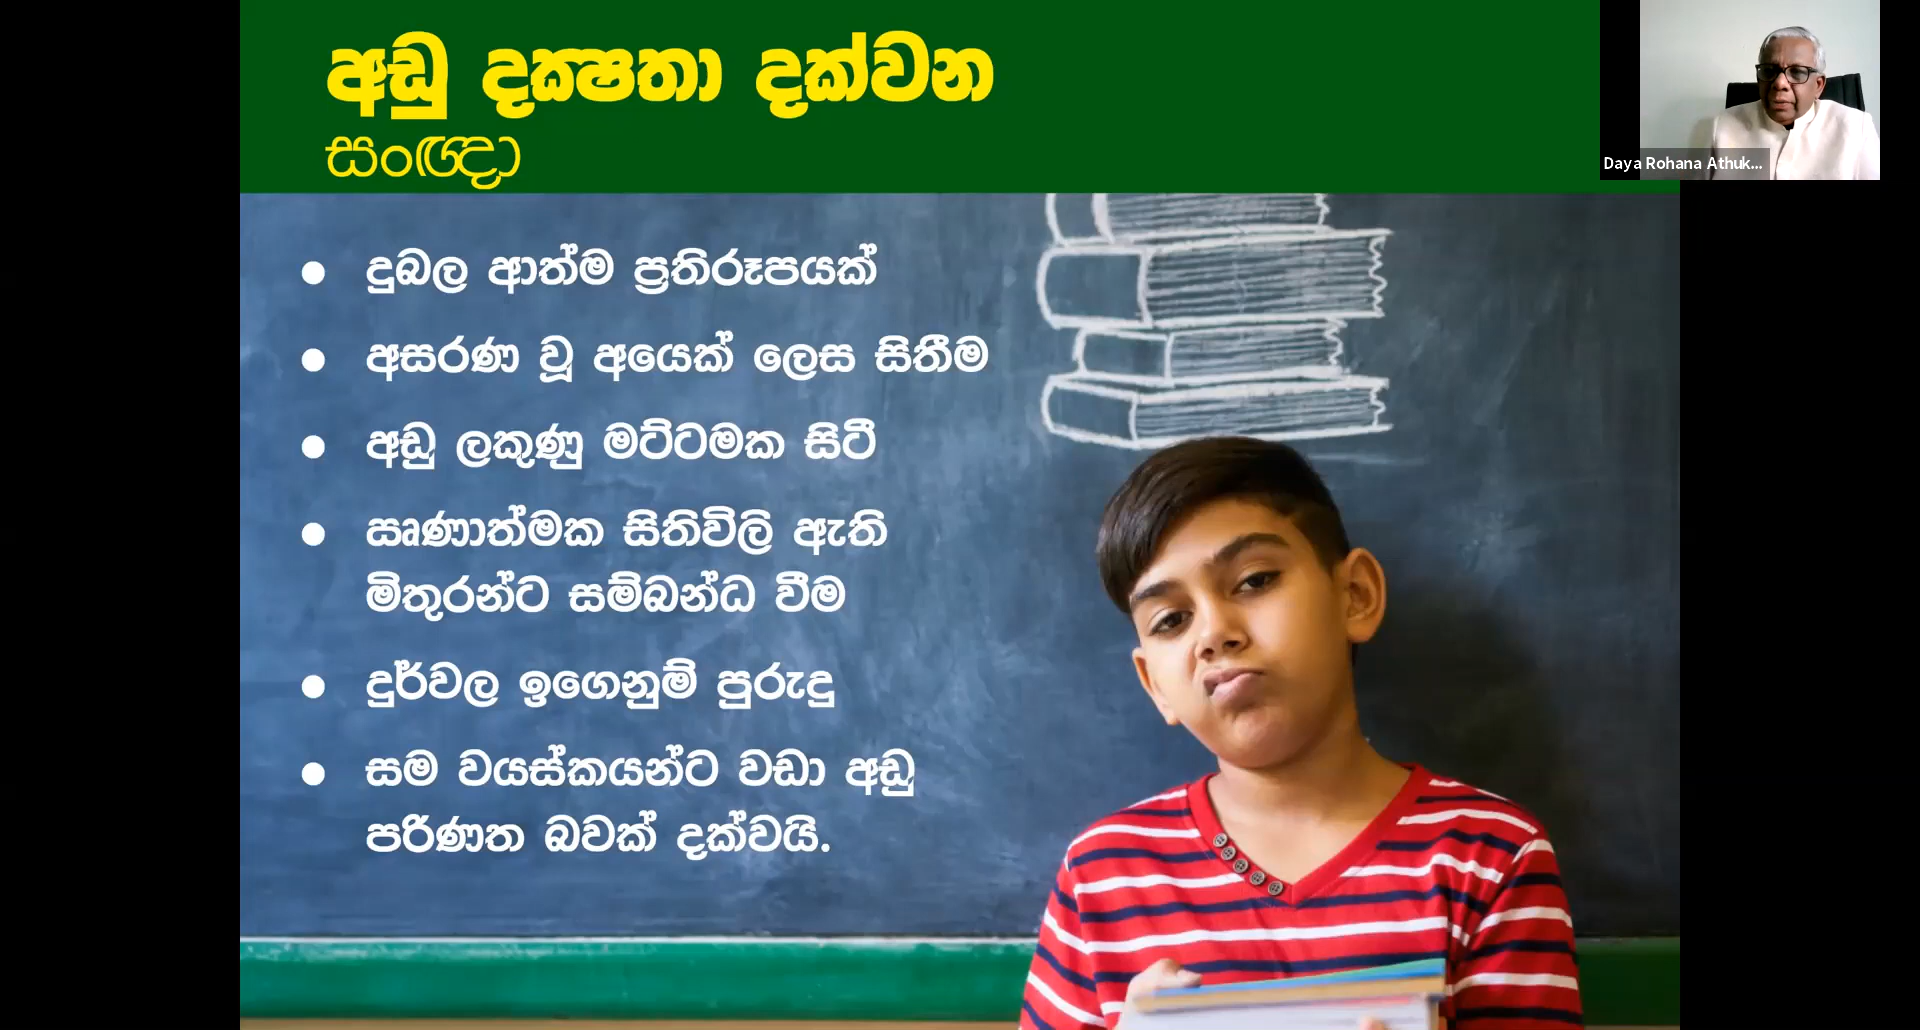 අඩු දක්ෂතා දක්වන
සංඥා
• දුබල ආත්ම ප්‍රතිරූපයක්
• අසරණ වූ අයෙක් ලෙස සිතීම
• අඩු ලකුණු මට්ටමක සිටී
• සෘණාත්මක සිතිවිලි ඇති
මිතුරන්ට සම්බන්ධ වීම
• දුර්වල ඉගෙනුම් පුරුදු
• සම වයස්කයන්ට වඩා අඩු
පරිණත බවක් දක්වයි.
Daya Rohana Athuk...